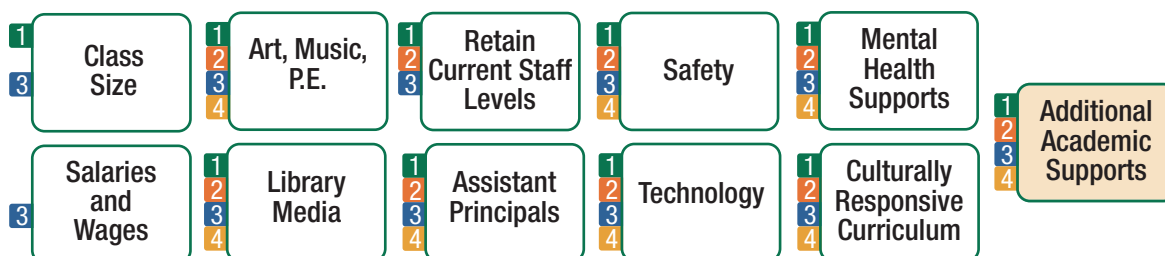 1
3
Class
Size
1
2
3
4
Art, Music,
P.E.
1
2
3
Retain
Current Staff
Levels
1
2
3
4
Safety
1
2
3
4
Mental
Health
Supports
1
2
3
4
Additional
Academic
Supports
3
Salaries
and
Wages
1
2
3
4
Library
Media
1
2
3
4
Assistant
Principals
1
2
3
4
Technology
1
2
3
4
Culturally
Responsive
Curriculum